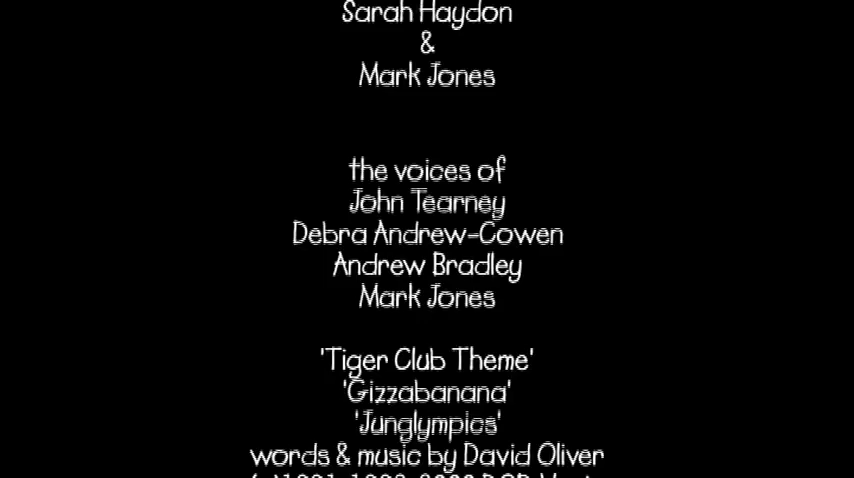 Sarah Haydon
&
Mark Jones
the voices of
John Tearney
Debra Andrew-Cowen
Andrew Bradley
Mark Jones
'Tiger Club Theme'
'Gizzabanana'
'Junglympics'
words & music by David Oliver